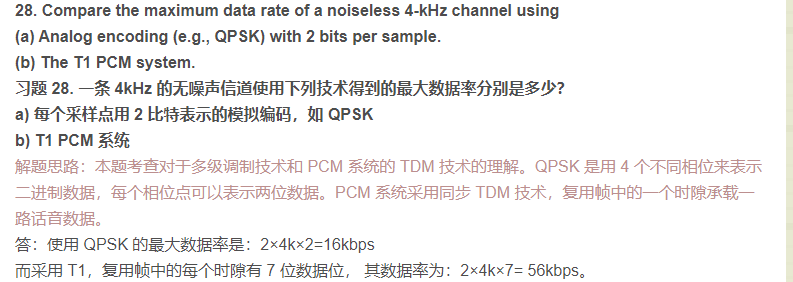 28. Compare the maximum data rate of a noiseless 4-kHz channel using
(a) Analog encoding (e.g., QPSK) with 2 bits per sample.
(b) The T1 PCM system.
习题 28. 一条 4kHz 的无噪声信道使用下列技术得到的最大数据率分别是多少？
a) 每个采样点用 2 比特表示的模拟编码，如 QPSK
b) T1 PCM 系统
解题思路：本题考查对于多级调制技术和 PCM 系统的 TDM 技术的理解。QPSK 是用 4 个不同相位来表示
二进制数据，每个相位点可以表示两位数据。PCM 系统采用同步 TDM 技术，复用帧中的一个时隙承载一
路话音数据。
答：使用 QPSK 的最大数据率是：2×4k×2=16kbps
而采用 T1，复用帧中的每个时隙有 7 位数据位， 其数据率为：2×4k×7= 56kbps。